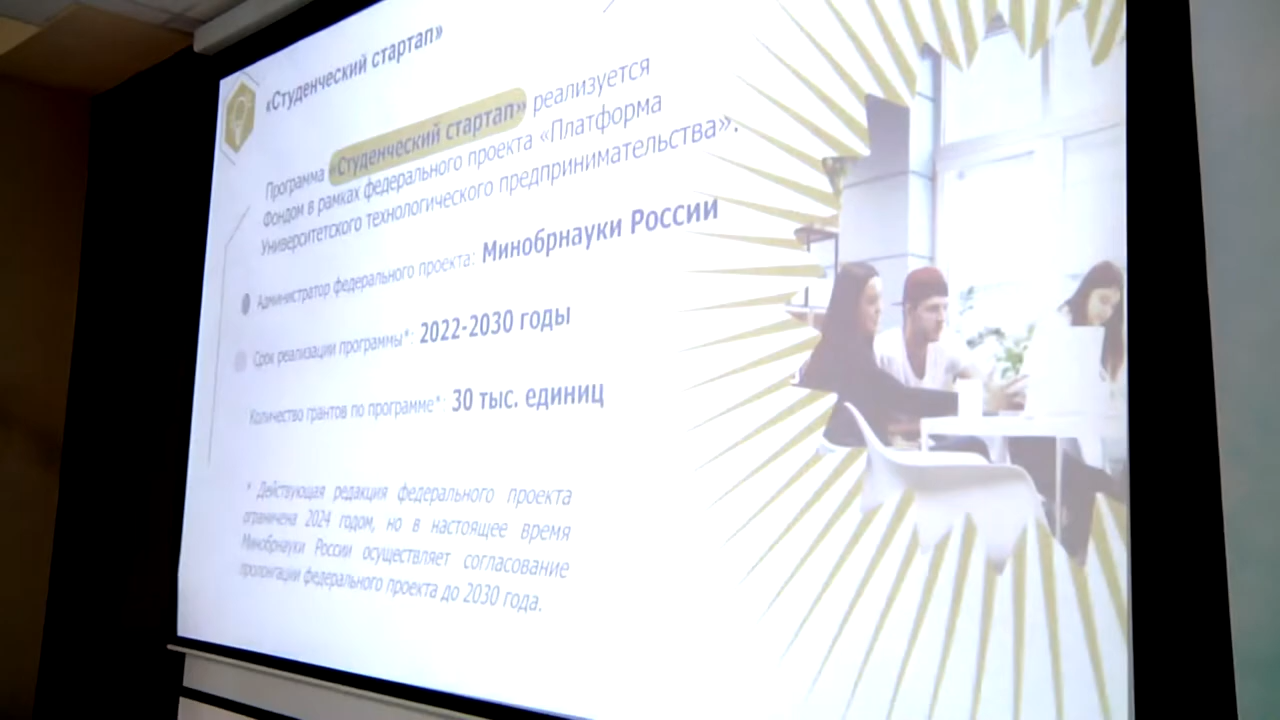 «Студенческий стартап»
Программа «Студенческий стартап» реализуется
Фондом в рамках федерального проекта «Платформа
Университетского технологического предпринимательства».
Администратор федерального проекта: Минобрнауки России
Срок реализации программы*: 2022-2030 годы
Количество грантов по программе*: 30 тыс. единиц
* Действующая редакция федерального проекта
ограничена 2024 годом, но в настоящее время
Минобрнауки России осуществляет согласование
пролонгации федерального проекта до 2030 года.